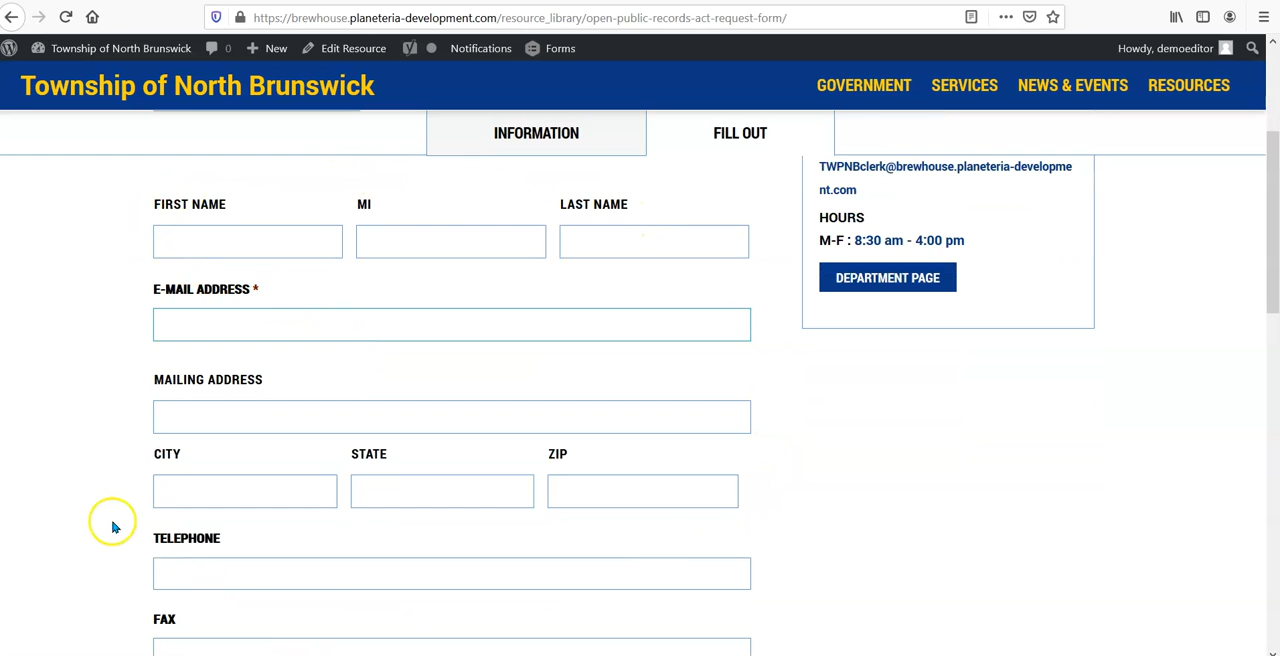 https://brewhouse.planeteria-development.com/resource_library/open-public-records-act-request-form/
Township of North Brunswick 0 New Edit Resource Notifications Forms Howdy, demoeditor
Township of North Brunswick GOVERNMENT SERVICES NEWS & EVENTS RESOURCES
INFORMATION FILL OUT
TWPNBclerk@brewhouse.planeteria-developme
nt.com
HOURS
M-F : 8:30 am - 4:00 pm
DEPARTMENT PAGE
FIRST NAME MI LAST NAME
E-MAIL ADDRESS *
MAILING ADDRESS
CITY STATE ZIP
TELEPHONE
FAX